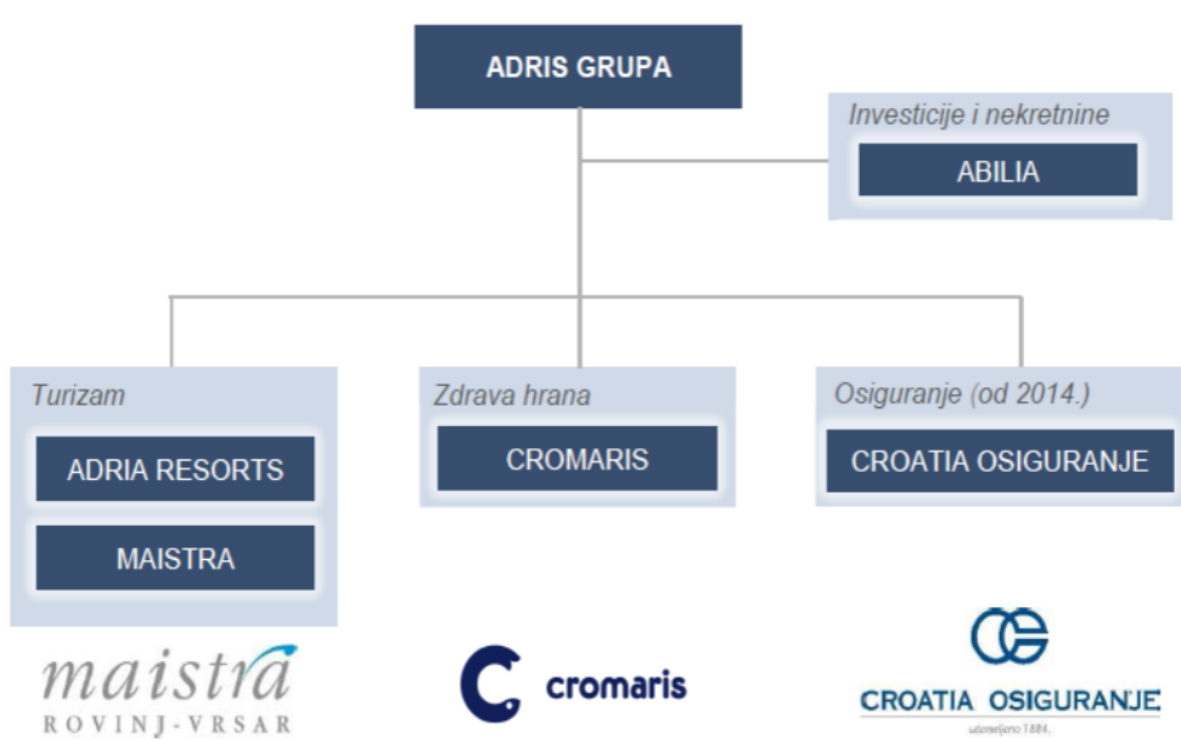 ADRIS GRUPA
Investicije i nekretnine
ABILIA
Turizam
ADRIA RESORTS
MAISTRA
Zdrava hrana
CROMARIS
Osiguranje (od 2014.)
CROATIA OSIGURANJE
maistra
ROVINJ-VRSAR
cromaris
CROATIA OSIGURANJE
utemeljeno 1884.